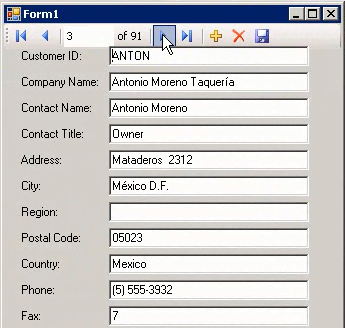 Form1
3 of 91
Customer ID: ANTON
Company Name: Antonio Moreno Taquería
Contact Name: Antonio Moreno
Contact Title: Owner
Address: Mataderos  2312
City: México D.F.
Region:
Postal Code: 05023
Country: Mexico
Phone: (5) 555-3932
Fax: 7